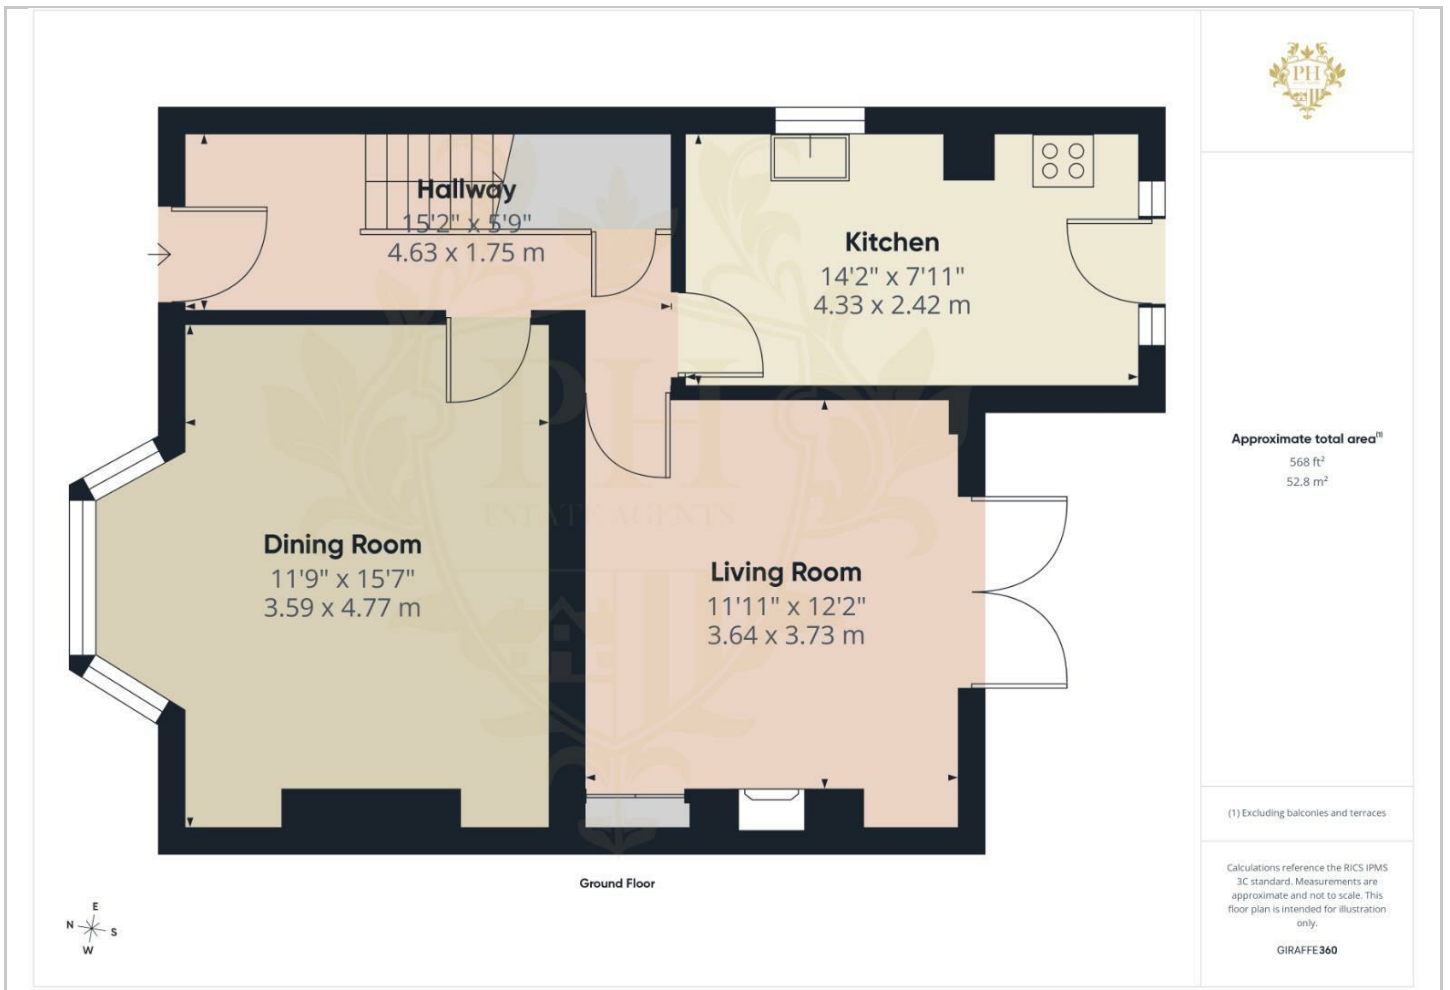 PH
Hallway
15'2" x 5'9"
4.63 x 1.75 m
Kitchen
14'2" x 7'11"
4.33 x 2.42 m
Dining Room
11'9" x 15'7"
3.59 x 4.77 m
Living Room
11'11" x 12'2"
3.64 x 3.73 m
PH
ESTATE AGENTS
Ground Floor
E
N
S
W
Approximate total area(1)
568 ft²
52.8 m²
(1) Excluding balconies and terraces
Calculations reference the RICS IPMS
3C standard. Measurements are
approximate and not to scale. This
floor plan is intended for illustration
only.
GIRAFFE360